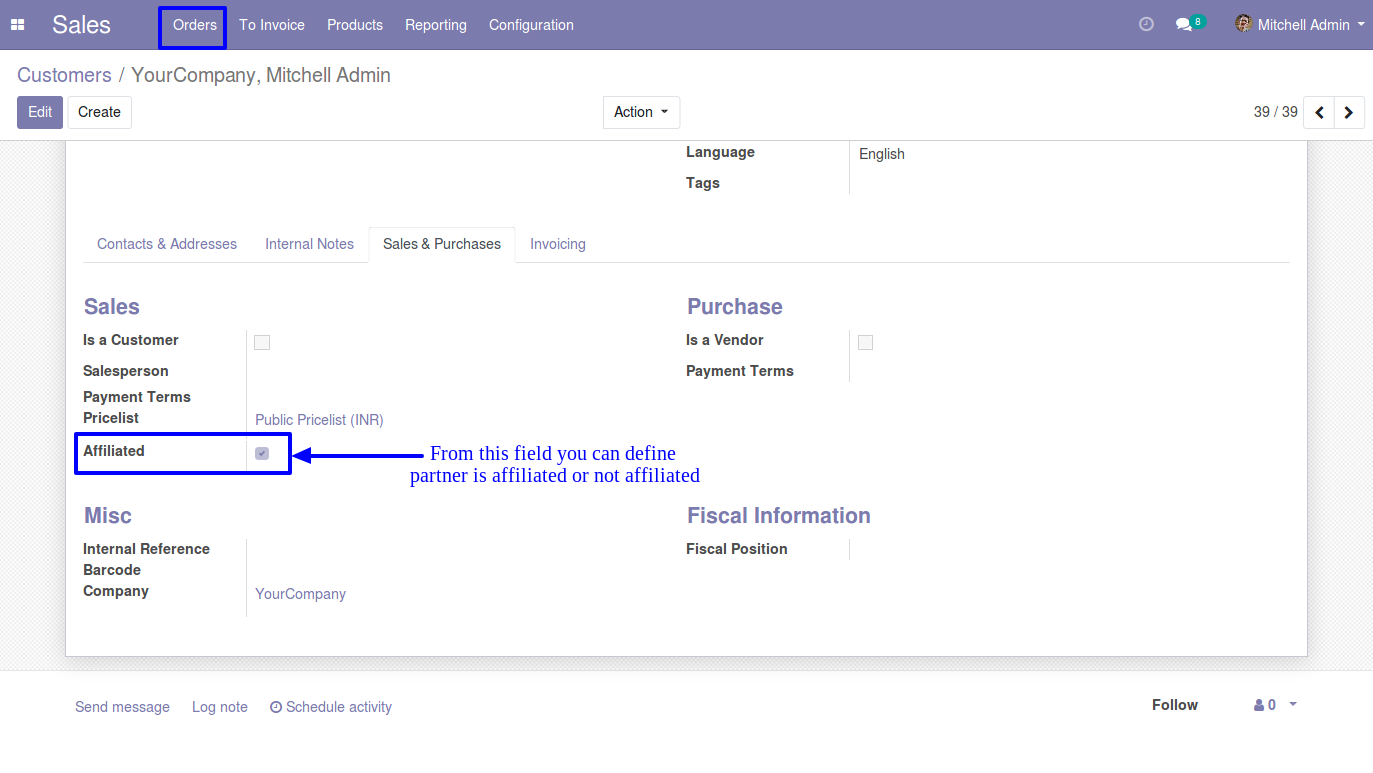 Sales Orders To Invoice Products Reporting Configuration 8 Mitchell Admin
Customers / YourCompany, Mitchell Admin
Edit Create Action 39 / 39
Language English
Tags
Contacts & Addresses Internal Notes Sales & Purchases Invoicing
Sales Purchase
Is a Customer Is a Vendor
Salesperson Payment Terms
Payment Terms
Pricelist Public Pricelist (INR)
Affiliated From this field you can define
partner is affiliated or not affiliated
Misc Fiscal Information
Internal Reference Fiscal Position
Barcode
Company YourCompany
Send message Log note Schedule activity Follow 0